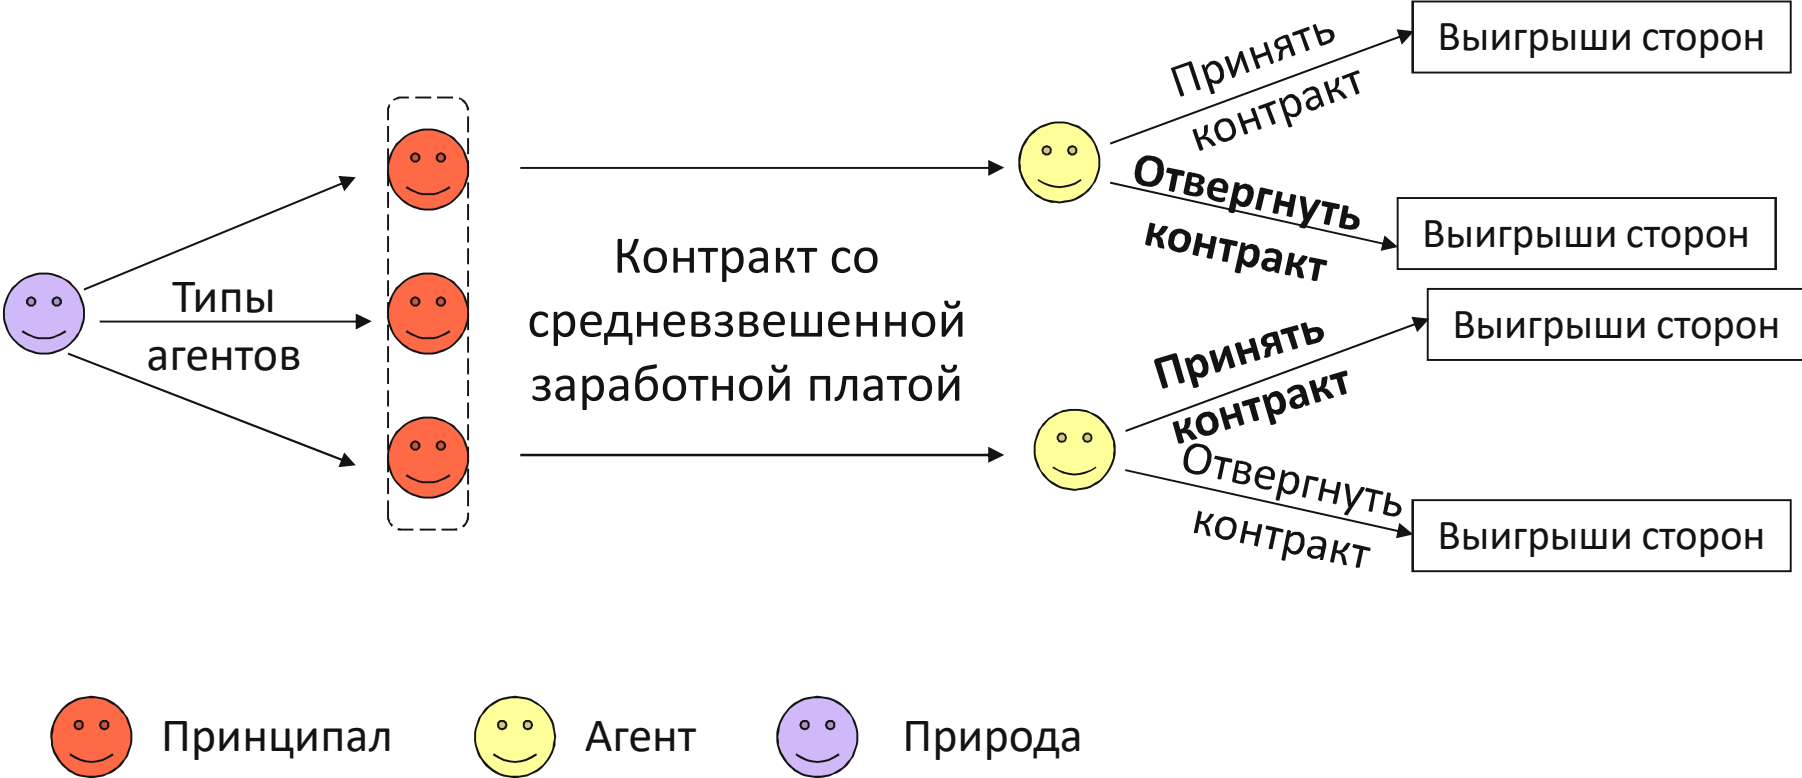 Принять
контракт
Выигрыши сторон
Отвергнуть
контракт
Выигрыши сторон
Типы
агентов
Контракт со
средневзвешенной
заработной платой
Принять
контракт
Выигрыши сторон
Отвергнуть
контракт
Выигрыши сторон
Принципал
Агент
Природа